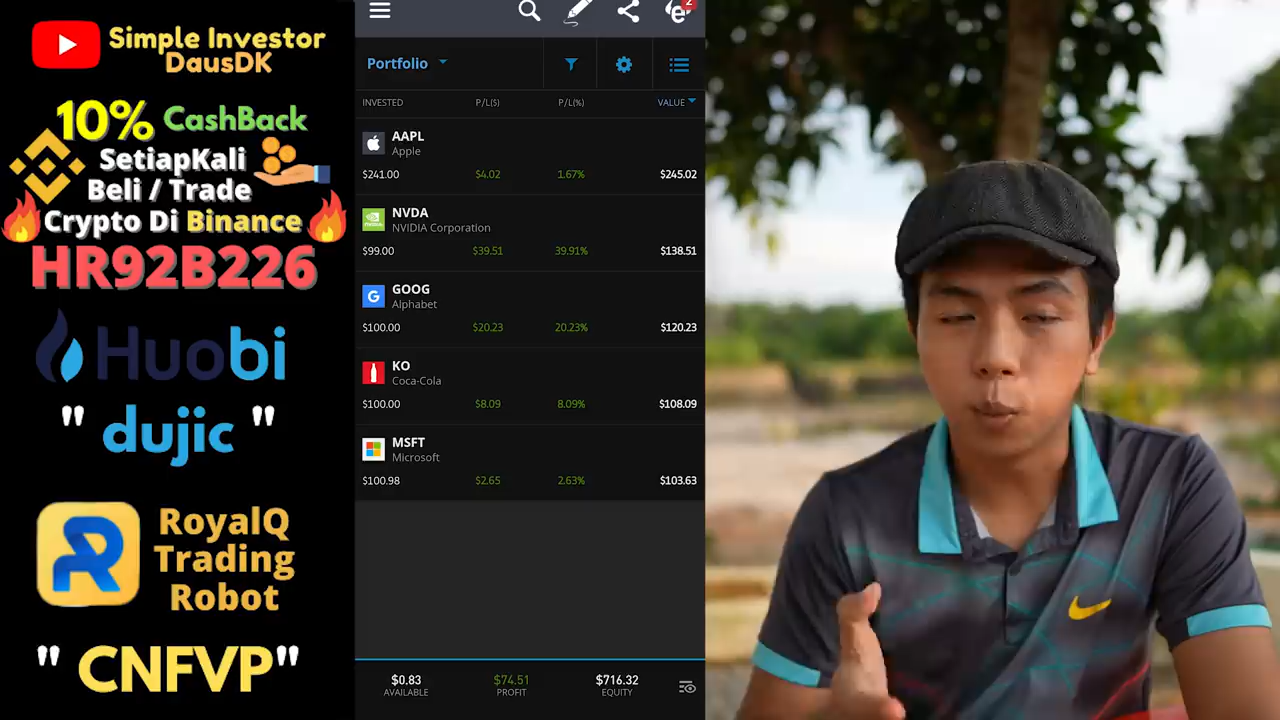 Simple Investor
DausDK
10% CashBack
SetiapKali
Beli / Trade
Crypto Di Binance
HR92B226
Huobi
" dujic "
RoyalQ
Trading
Robot
" CNFVP"
2
Portfolio
INVESTED P/L($) P/L(%) VALUE
AAPL
Apple
$241.00 $4.02 1.67% $245.02
NVDA
NVIDIA Corporation
$99.00 $39.51 39.91% $138.51
GOOG
Alphabet
$100.00 $20.23 20.23% $120.23
KO
Coca-Cola
$100.00 $8.09 8.09% $108.09
MSFT
Microsoft
$100.98 $2.65 2.63% $103.63
$0.83 $74.51 $716.32
AVAILABLE PROFIT EQUITY